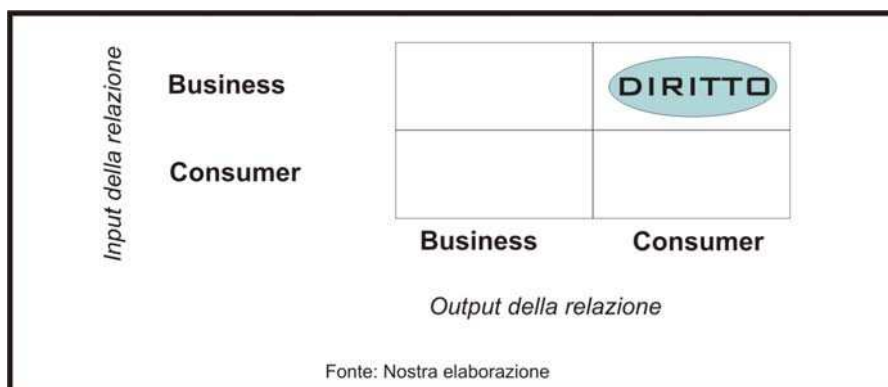 Input della relazione
Business
DIRITTO
Consumer
Business Consumer
Output della relazione
Fonte: Nostra elaborazione